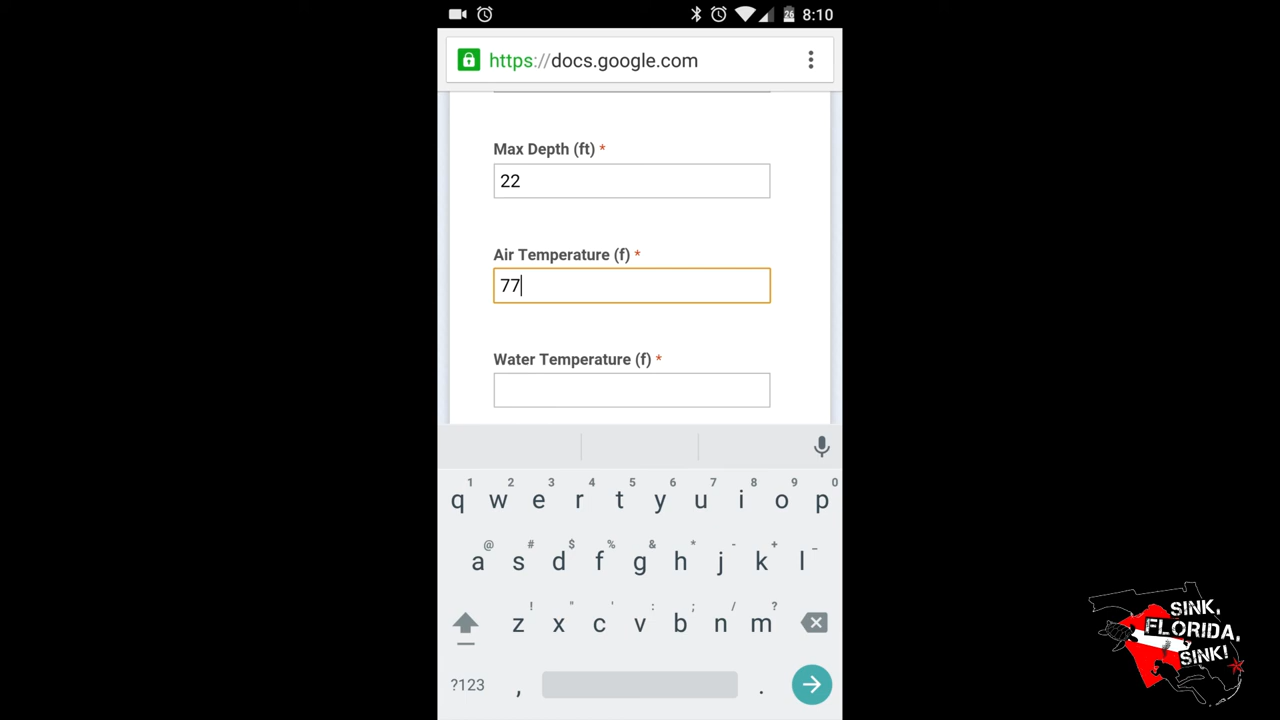 26 8:10
https://docs.google.com
Max Depth (ft) *
22
Air Temperature (f) *
77
Water Temperature (f) *
1 2 3 4 5 6 7 8 9 0
q w e r t y u i o p
@ # $ % & * - + _
a s d f g h j k l
! " ' : ; / ?
z x c v b n m
?123 , .
SINK,
FLORIDA,
SINK!